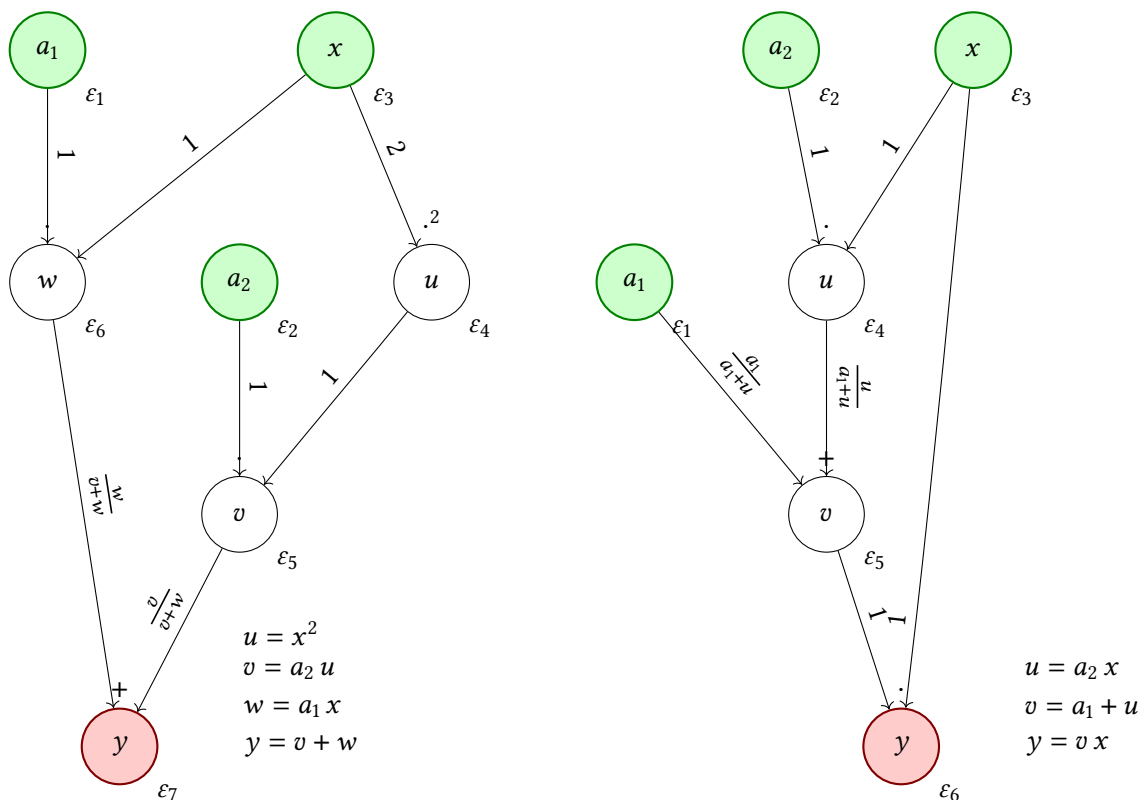 a₁
x
a₂
x
ε₁
ε₃
ε₂
ε₃
1
1
2
1
1
·
·²
·
w
a₂
u
a₁
u
ε₆
ε₂
ε₄
ε₁
ε₄
1
1
a₁/(a₁+u)
u/(a₁+u)
w/(v+w)
·
+
v
v
ε₅
ε₅
v/(v+w)
1
1
u = x²
v = a₂ u
w = a₁ x
y = v + w
u = a₂ x
v = a₁ + u
y = v x
+
·
y
y
ε₇
ε₆